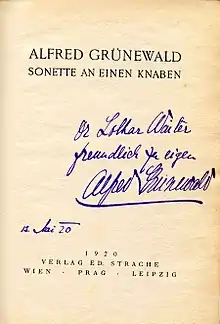 ALFRED GRÜNEWALD
SONETTE AN EINEN KNABEN
Dr Lothar
freundlich zu eigen
Alfred Grünewald
12. Mai 20
1920
VERLAG ED. STRACHE
WIEN · PRAG · LEIPZIG